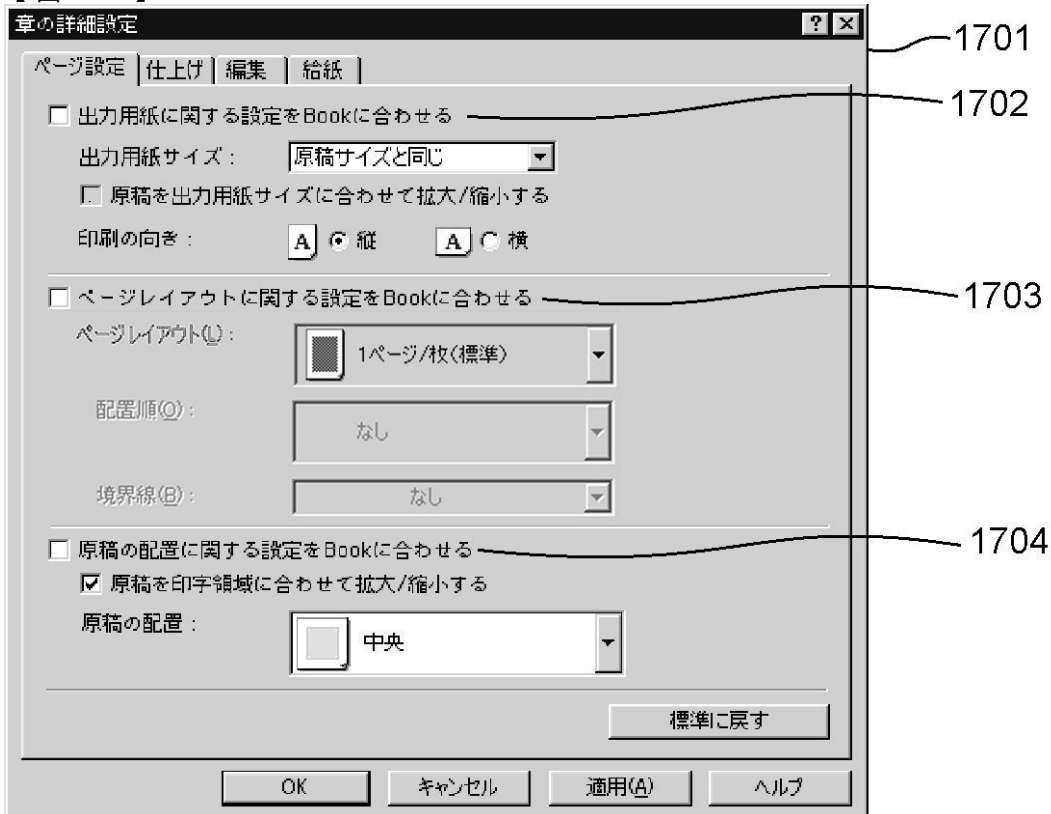 章の詳細設定
1701
ページ設定 仕上げ 編集 給紙
出力用紙に関する設定をBookに合わせる
1702
出力用紙サイズ: 原稿サイズと同じ
原稿を出力用紙サイズに合わせて拡大/縮小する
印刷の向き: A 縦 A 横
ページレイアウトに関する設定をBookに合わせる
1703
ページレイアウト(L): 1ページ/枚(標準)
配置順(O): なし
境界線(B): なし
原稿の配置に関する設定をBookに合わせる
1704
原稿を印字領域に合わせて拡大/縮小する
原稿の配置: 中央
標準に戻す
OK キャンセル 適用(A) ヘルプ